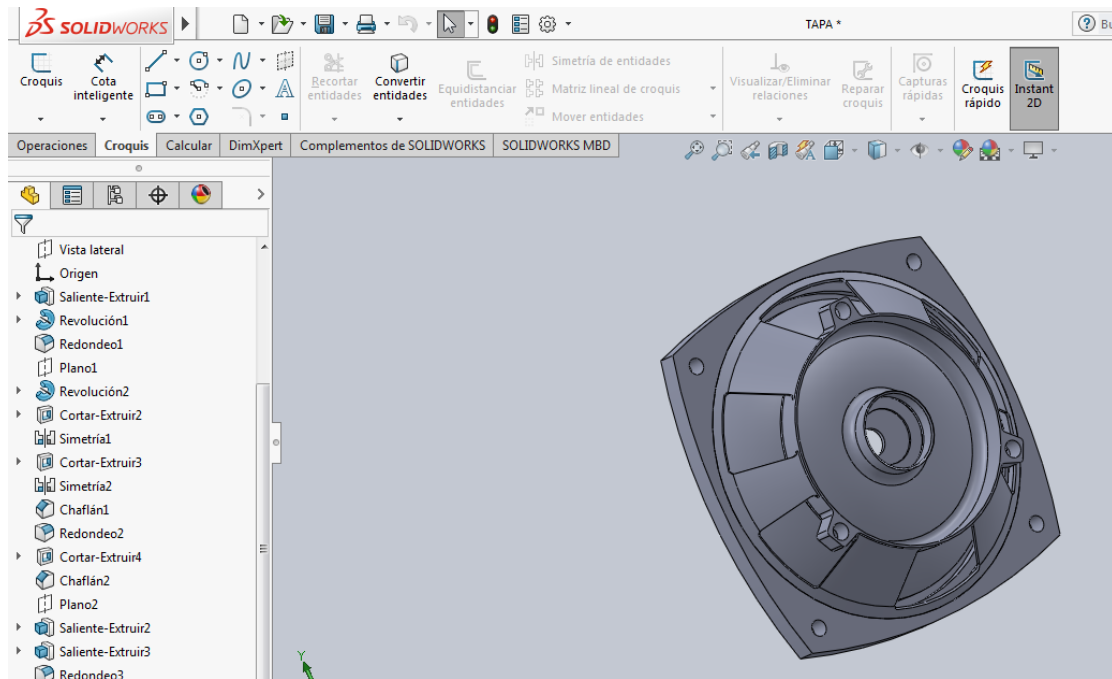 SOLIDWORKS
TAPA *
Croquis
Cota inteligente
Recortar entidades
Convertir entidades
Equidistanciar entidades
Simetría de entidades
Matriz lineal de croquis
Mover entidades
Visualizar/Eliminar relaciones
Reparar croquis
Capturas rápidas
Croquis rápido
Instant 2D
Operaciones Croquis Calcular DimXpert Complementos de SOLIDWORKS SOLIDWORKS MBD
Vista lateral
Origen
Saliente-Extruir1
Revolución1
Redondeo1
Plano1
Revolución2
Cortar-Extruir2
Simetría1
Cortar-Extruir3
Simetría2
Chaflán1
Redondeo2
Cortar-Extruir4
Chaflán2
Plano2
Saliente-Extruir2
Saliente-Extruir3
Redondeo3
Y